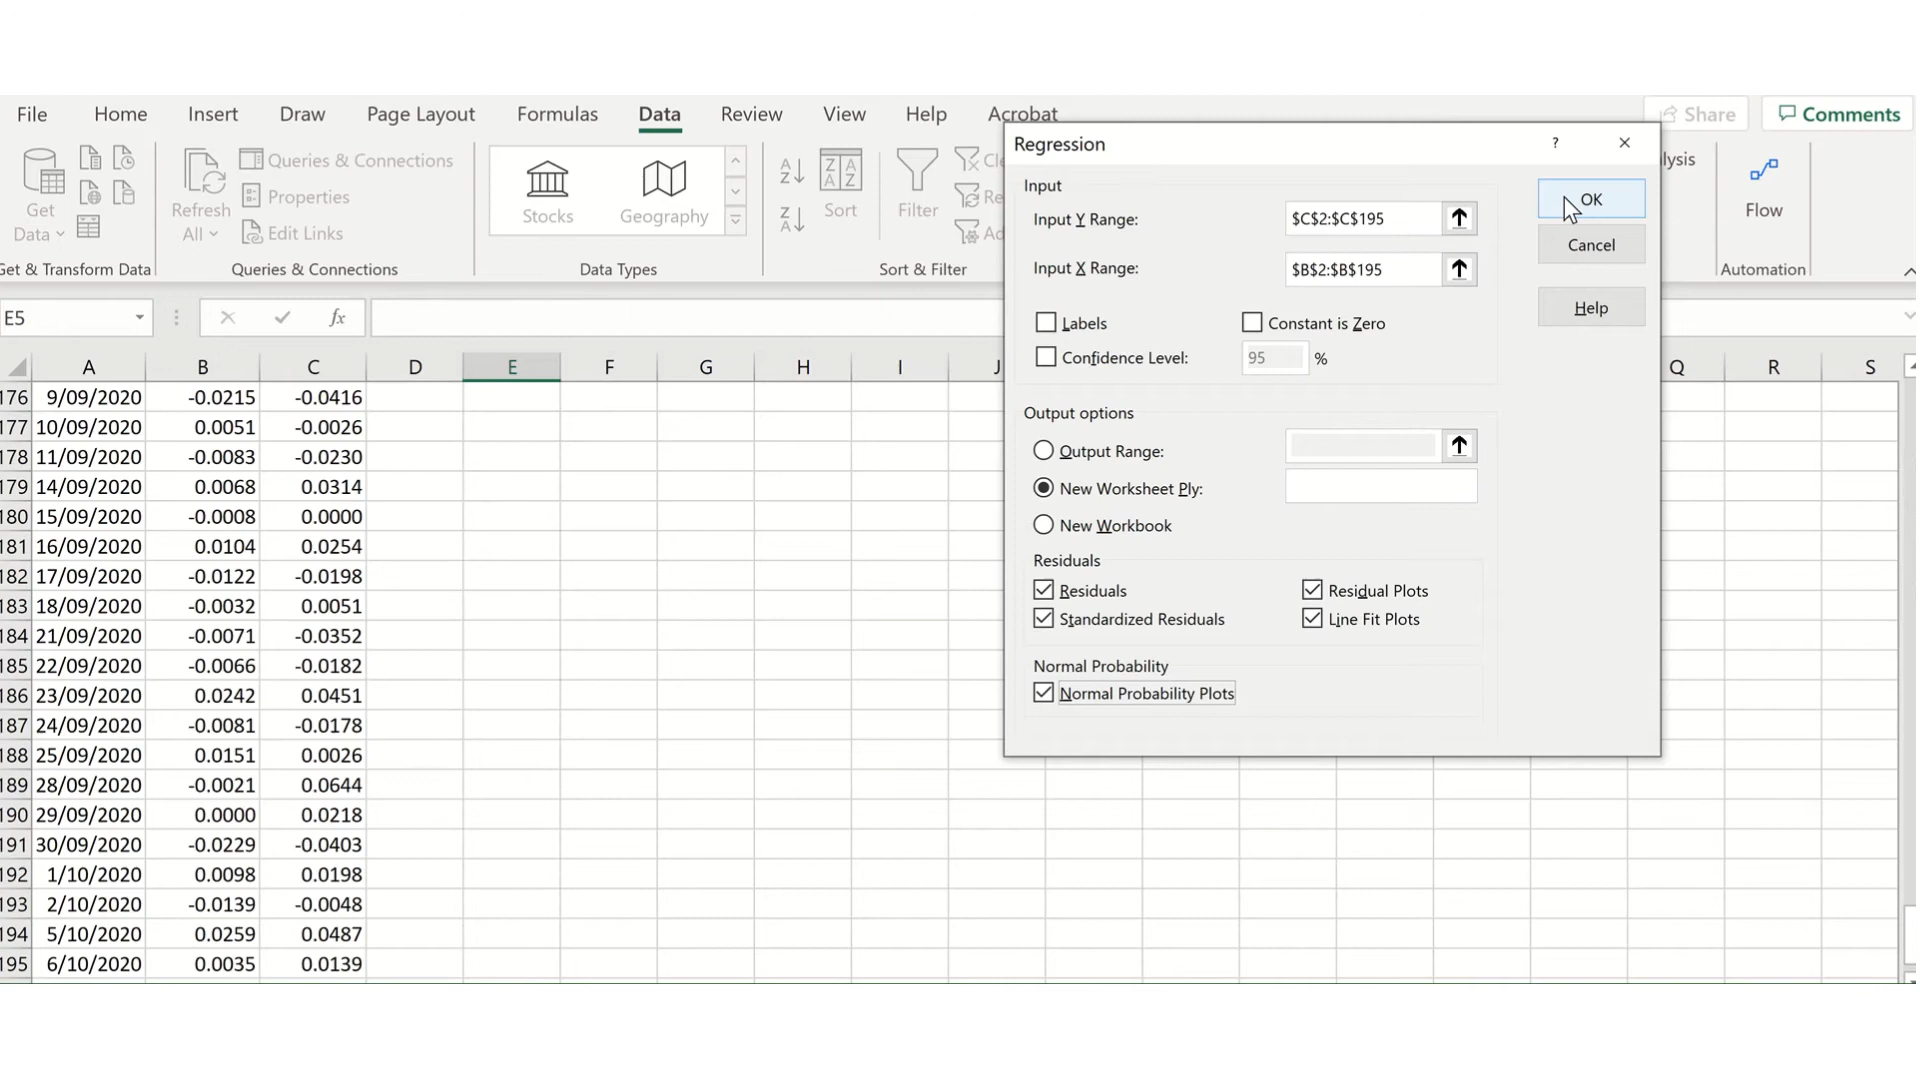 File Home Insert Draw Page Layout Formulas Data Review View Help Acrobat Share Comments
Get Data
Refresh All
Queries & Connections
Properties
Edit Links
Stocks
Geography
A Z
Z A
Z A A Z
Sort
Filter
Cle
Re
Ad
lysis
Flow
Get & Transform Data Queries & Connections Data Types Sort & Filter Automation
E5 fx
A B C D E F G H I J Q R S
176 9/09/2020 -0.0215 -0.0416
177 10/09/2020 0.0051 -0.0026
178 11/09/2020 -0.0083 -0.0230
179 14/09/2020 0.0068 0.0314
180 15/09/2020 -0.0008 0.0000
181 16/09/2020 0.0104 0.0254
182 17/09/2020 -0.0122 -0.0198
183 18/09/2020 -0.0032 0.0051
184 21/09/2020 -0.0071 -0.0352
185 22/09/2020 -0.0066 -0.0182
186 23/09/2020 0.0242 0.0451
187 24/09/2020 -0.0081 -0.0178
188 25/09/2020 0.0151 0.0026
189 28/09/2020 -0.0021 0.0644
190 29/09/2020 0.0000 0.0218
191 30/09/2020 -0.0229 -0.0403
192 1/10/2020 0.0098 0.0198
193 2/10/2020 -0.0139 -0.0048
194 5/10/2020 0.0259 0.0487
195 6/10/2020 0.0035 0.0139
Regression ?
Input
Input Y Range: $C$2:$C$195
Input X Range: $B$2:$B$195
Labels Constant is Zero
Confidence Level: 95 %
OK
Cancel
Help
Output options
Output Range:
New Worksheet Ply:
New Workbook
Residuals
Residuals Residual Plots
Standardized Residuals Line Fit Plots
Normal Probability
Normal Probability Plots